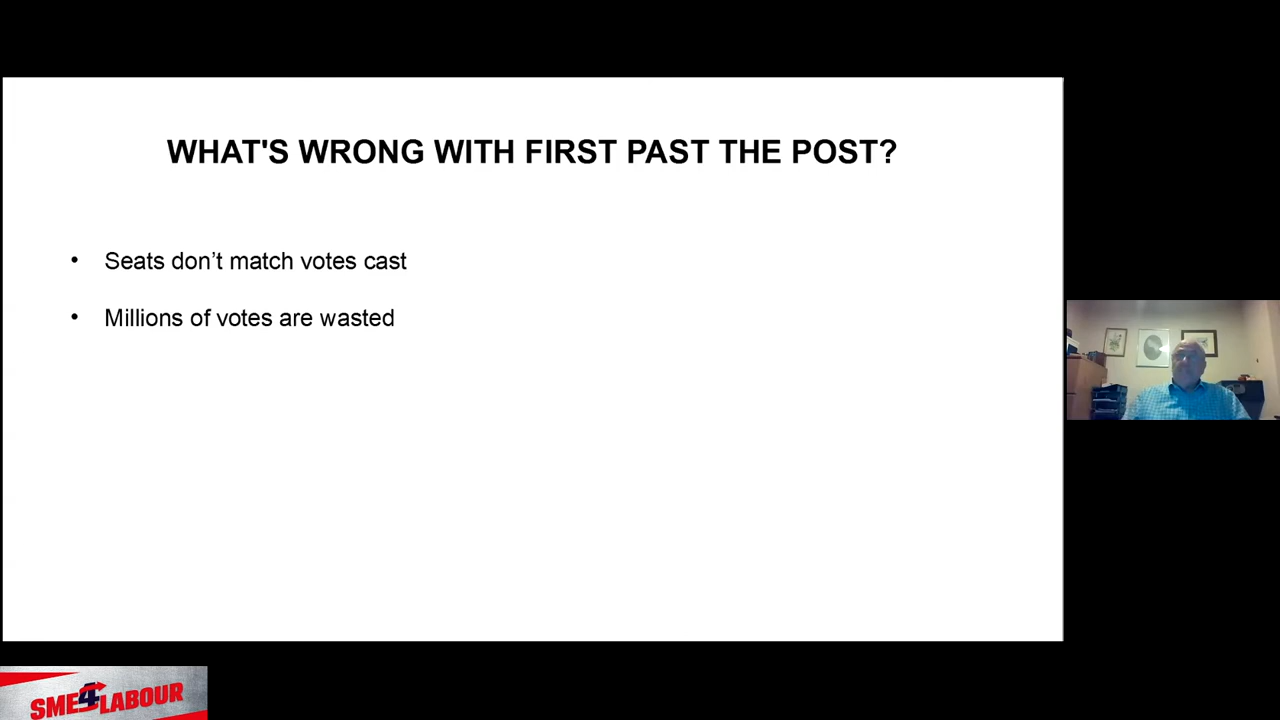 WHAT'S WRONG WITH FIRST PAST THE POST?
• Seats don’t match votes cast
• Millions of votes are wasted
SME4LABOUR